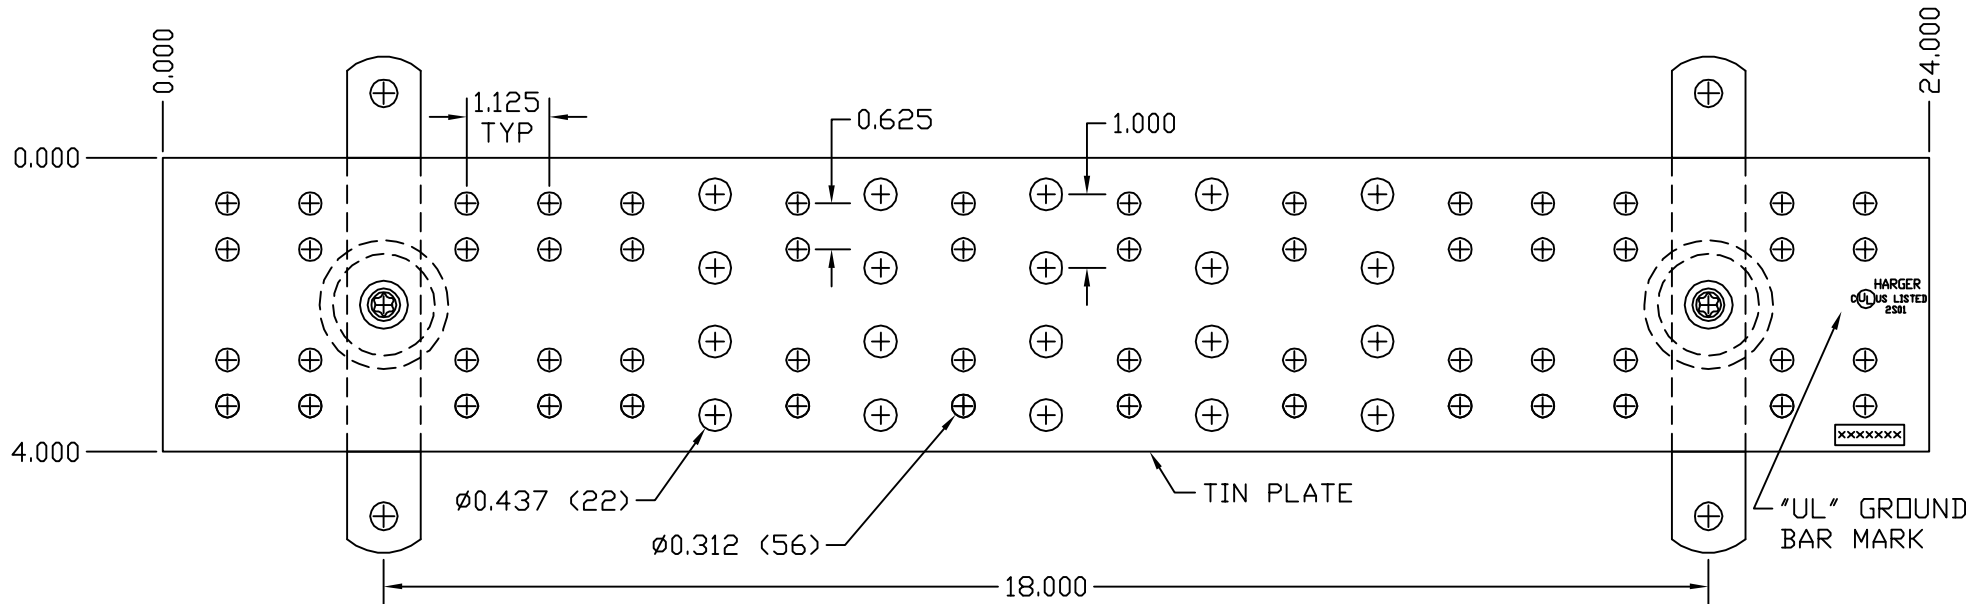 0.000
24.000
1.125
TYP
0.625
1.000
0.000
HARGER
CULUS LISTED
2S01
4.000
xxxxxxx
Ø0.437 (22)
TIN PLATE
"UL" GROUND
BAR MARK
Ø0.312 (56)
18.000